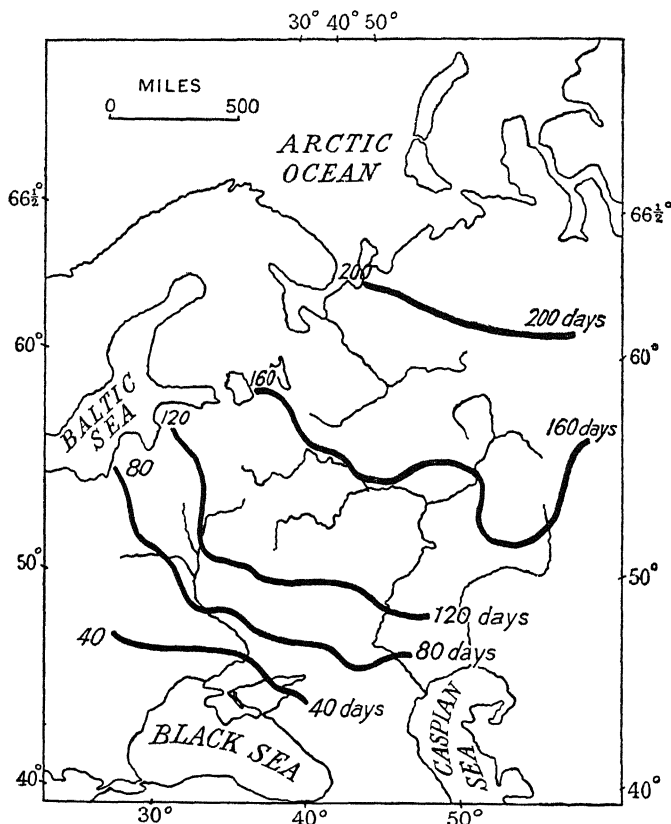 30° 40° 50°
MILES
0 500
ARCTIC
OCEAN
66½° 66½°
200
200 days
60° 60°
160
BALTIC
SEA
120
160 days
80
50° 50°
120 days
40
80 days
40 days
BLACK SEA
CASPIAN
SEA
40° 40°
30° 40° 50°